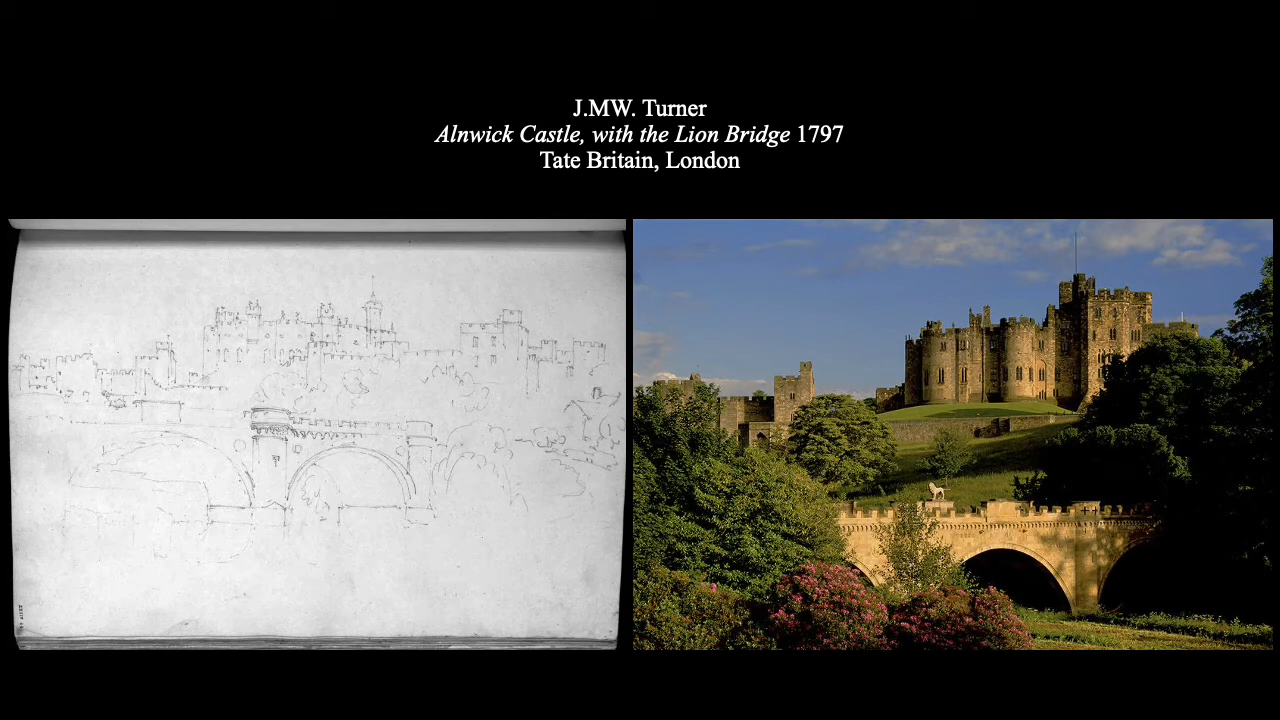 J.MW. Turner
Alnwick Castle, with the Lion Bridge 1797
Tate Britain, London